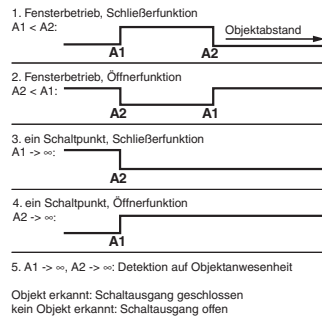 1. Fensterbetrieb, Schließerfunktion
A1 < A2:
Objektabstand
A1
A2
2. Fensterbetrieb, Öffnerfunktion
A2 < A1:
A2
A1
3. ein Schaltpunkt, Schließerfunktion
A1 -> ∞:
A2
4. ein Schaltpunkt, Öffnerfunktion
A2 -> ∞:
A1
5. A1 -> ∞, A2 -> ∞: Detektion auf Objektanwesenheit
Objekt erkannt: Schaltausgang geschlossen
kein Objekt erkannt: Schaltausgang offen